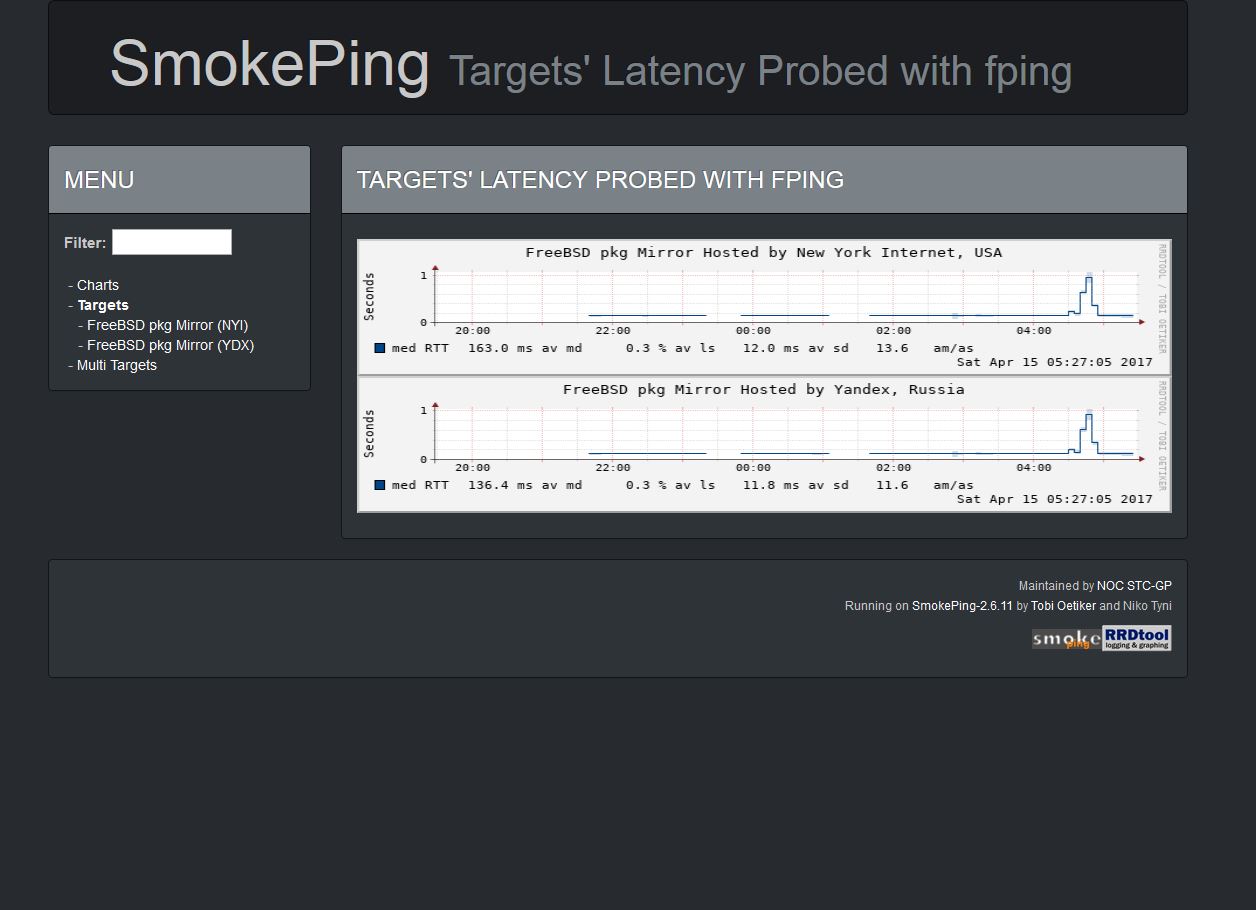 SmokePing Targets' Latency Probed with fping
MENU
Filter:
- Charts
- Targets
- FreeBSD pkg Mirror (NYI)
- FreeBSD pkg Mirror (YDX)
- Multi Targets
TARGETS' LATENCY PROBED WITH FPING
FreeBSD pkg Mirror Hosted by New York Internet, USA
RRDTOOL / TOBI OETIKER
Seconds
1
0
20:00 22:00 00:00 02:00 04:00
med RTT 163.0 ms av md 0.3 % av ls 12.0 ms av sd 13.6 am/as
Sat Apr 15 05:27:05 2017
FreeBSD pkg Mirror Hosted by Yandex, Russia
RRDTOOL / TOBI OETIKER
Seconds
1
0
20:00 22:00 00:00 02:00 04:00
med RTT 136.4 ms av md 0.3 % av ls 11.8 ms av sd 11.6 am/as
Sat Apr 15 05:27:05 2017
Maintained by NOC STC-GP
Running on SmokePing-2.6.11 by Tobi Oetiker and Niko Tyni
smoke ping
RRDtool
logging & graphing